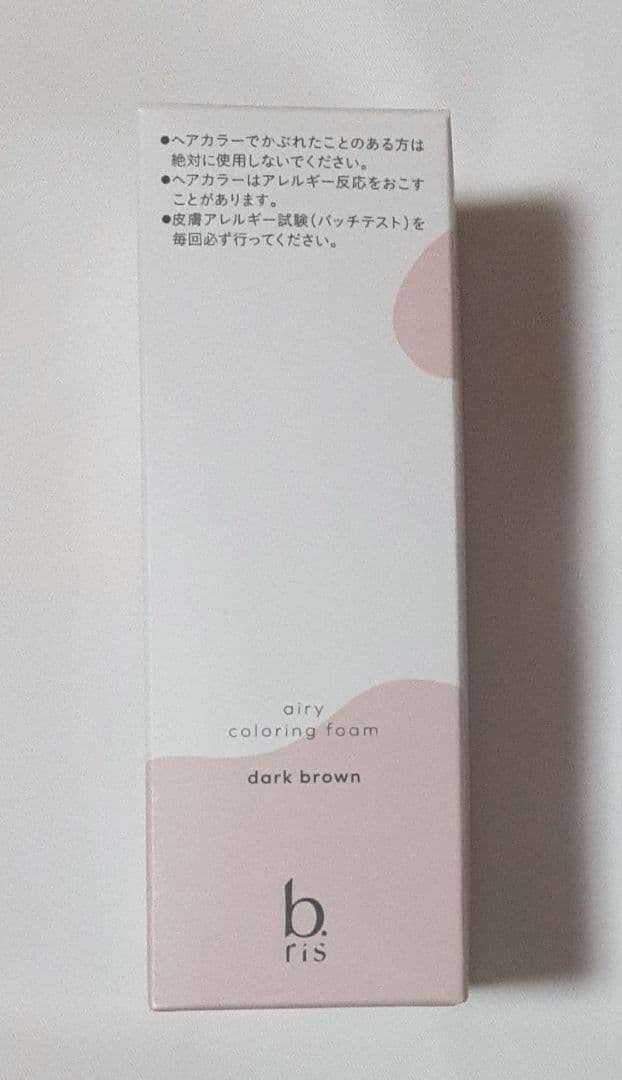 ●ヘアカラーでかぶれたことのある方は
絶対に使用しないでください。
●ヘアカラーはアレルギー反応をおこす
ことがあります。
●皮膚アレルギー試験（パッチテスト）を
毎回必ず行ってください。
airy
coloring foam
dark brown
b.
ris